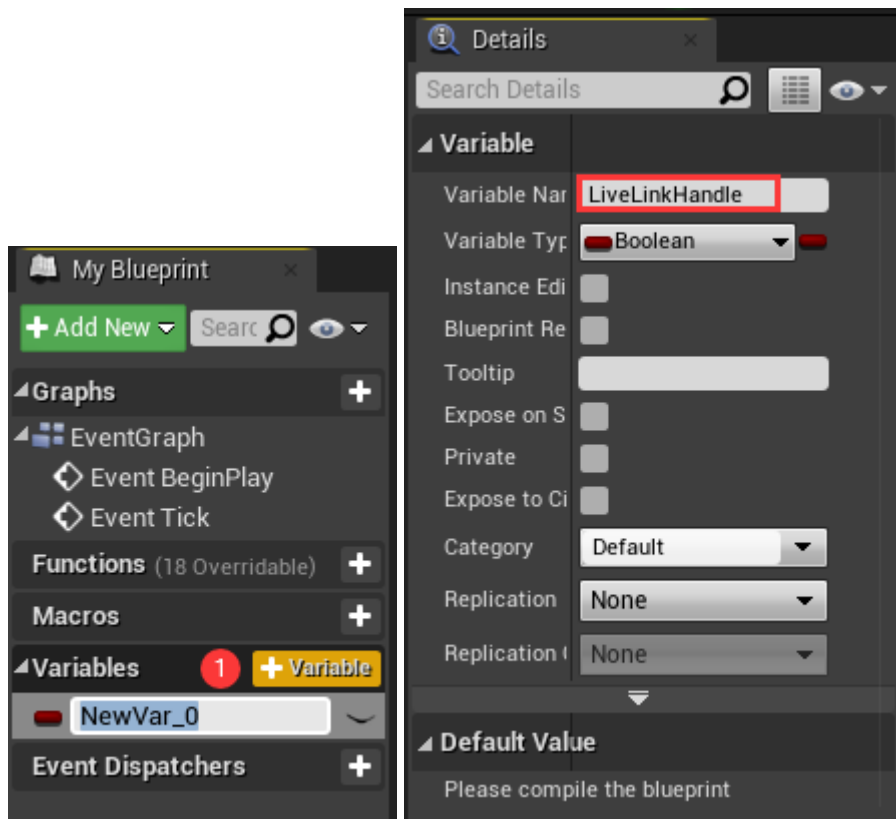 My Blueprint
Add New
Searc
Graphs
EventGraph
Event BeginPlay
Event Tick
Functions (18 Overridable)
Macros
Variables 1 + Variable
NewVar_0
Event Dispatchers
Details
Search Details
Variable
Variable Nar LiveLinkHandle
Variable Typ Boolean
Instance Edi
Blueprint Re
Tooltip
Expose on S
Private
Expose to Ci
Category Default
Replication None
Replication ( None
Default Value
Please compile the blueprint